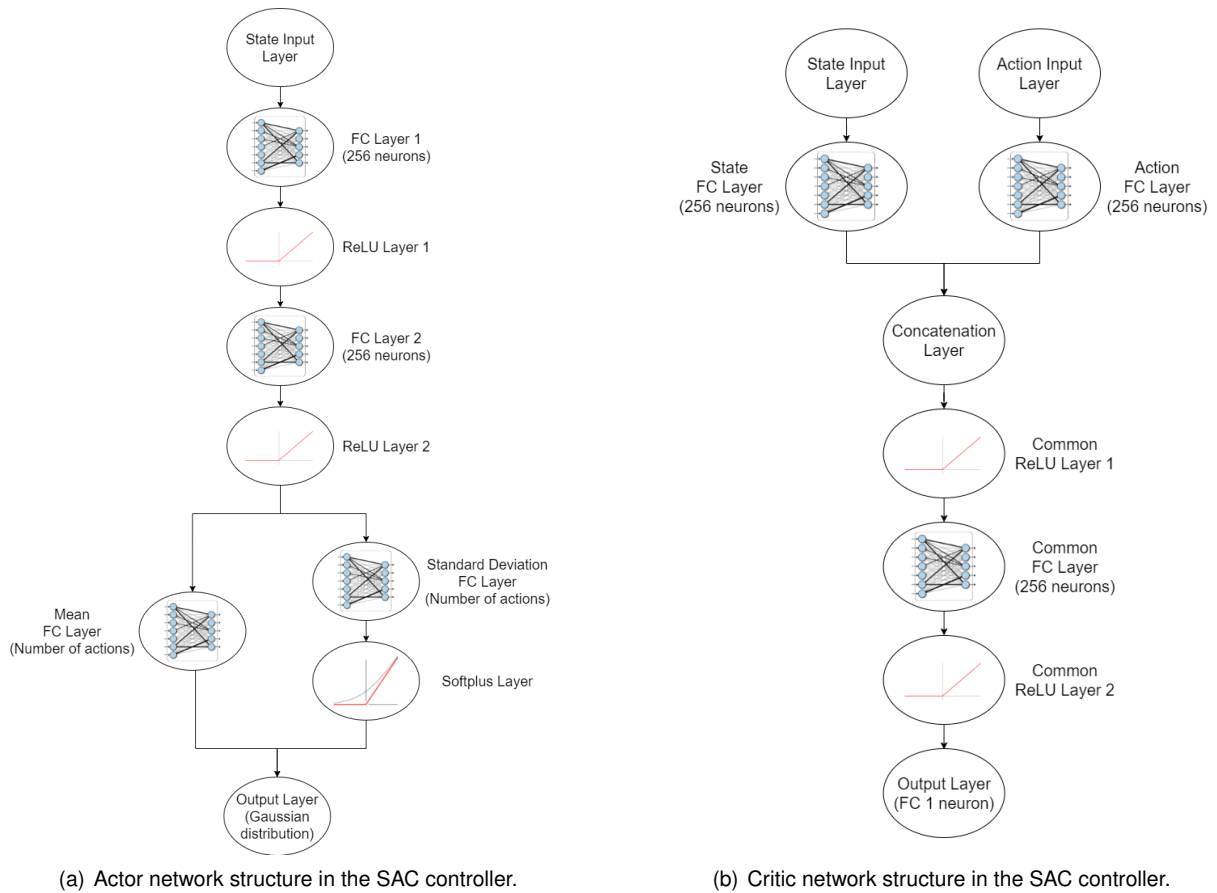 State Input
Layer
FC Layer 1
(256 neurons)
ReLU Layer 1
FC Layer 2
(256 neurons)
ReLU Layer 2
Standard Deviation
FC Layer
(Number of actions)
Mean
FC Layer
(Number of actions)
Softplus Layer
Output Layer
(Gaussian
distribution)
(a) Actor network structure in the SAC controller.
State Input
Layer
Action Input
Layer
State
FC Layer
(256 neurons)
Action
FC Layer
(256 neurons)
Concatenation
Layer
Common
ReLU Layer 1
Common
FC Layer
(256 neurons)
Common
ReLU Layer 2
Output Layer
(FC 1 neuron)
(b) Critic network structure in the SAC controller.